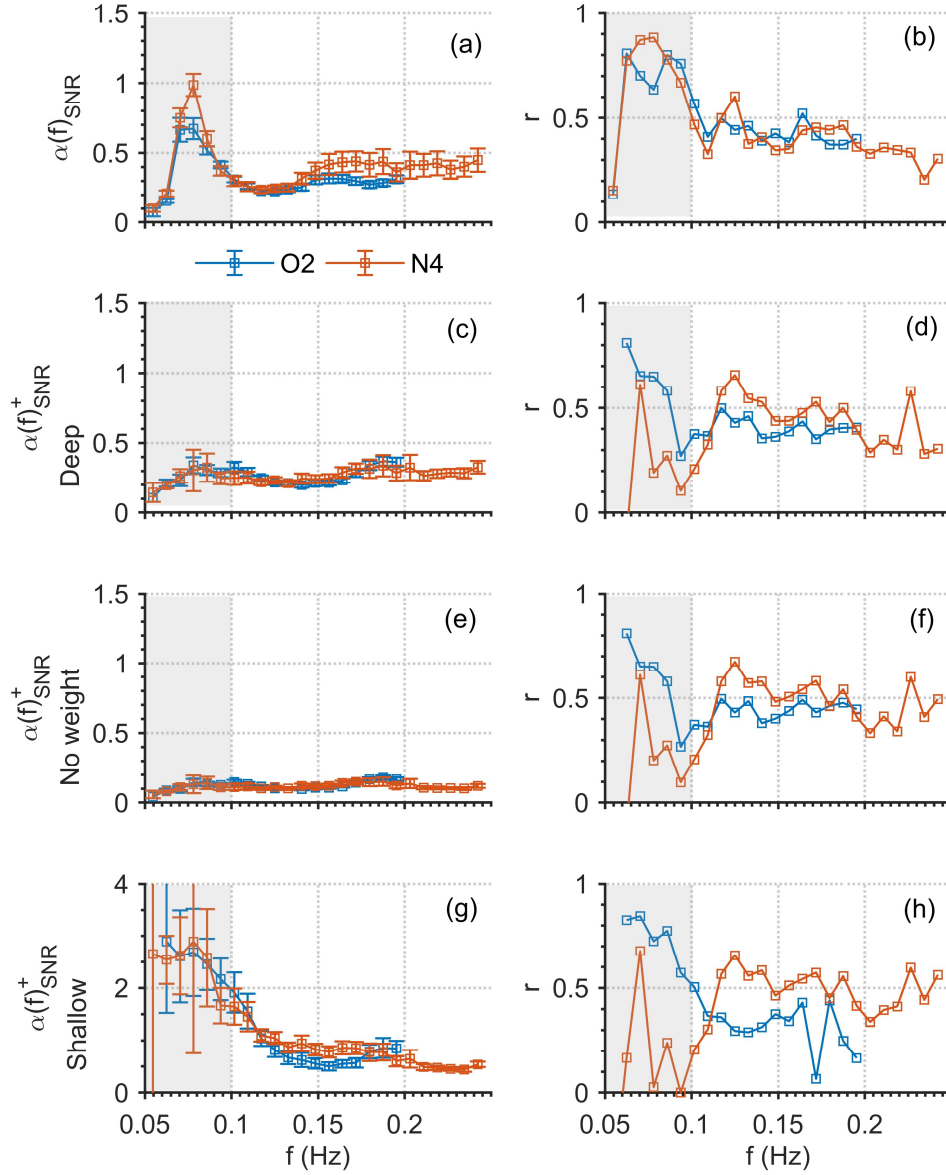 1.5
1
0.5
0
α(f)SNR
(a)
1
0.5
0
r
(b)
O2
N4
1.5
1
0.5
0
α(f)+SNR
Deep
(c)
1
0.5
0
r
(d)
1.5
1
0.5
0
α(f)+SNR
No weight
(e)
1
0.5
0
r
(f)
4
2
0
α(f)+SNR
Shallow
(g)
0.05
0.1
0.15
0.2
f (Hz)
1
0.5
0
r
(h)
0.05
0.1
0.15
0.2
f (Hz)